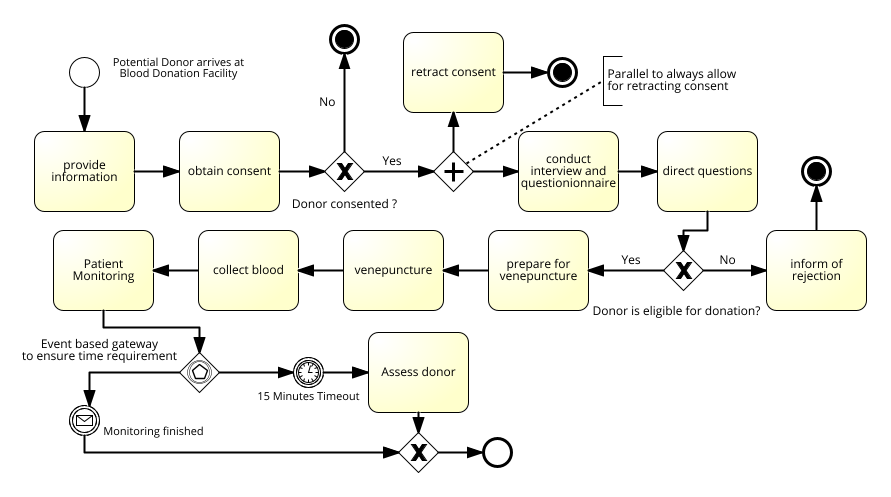 Potential Donor arrives at
Blood Donation Facility
retract consent
Parallel to always allow
for retracting consent
No
provide
information
obtain consent
Yes
conduct
interview and
questionionnaire
direct questions
Donor consented ?
Patient
Monitoring
collect blood
venepuncture
prepare for
venepuncture
Yes
No
inform of
rejection
Donor is eligible for donation?
Event based gateway
to ensure time requirement
Assess donor
15 Minutes Timeout
Monitoring finished